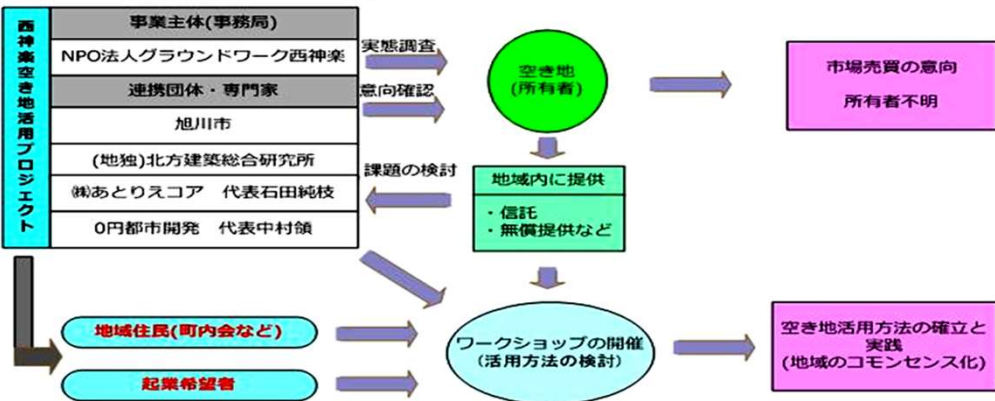 西神楽空き地活用プロジェクト
事業主体(事務局)
NPO法人グラウンドワーク西神楽
連携団体・専門家
旭川市
(地独)北方建築総合研究所
㈱あとりえコア　代表石田純枝
0円都市開発　代表中村領
実態調査
意向確認
課題の検討
空き地
(所有者)
市場売買の意向
所有者不明
地域内に提供
・信託
・無償提供など
地域住民(町内会など)
起業希望者
ワークショップの開催
(活用方法の検討)
空き地活用方法の確立と
実践
(地域のコモンセンス化)